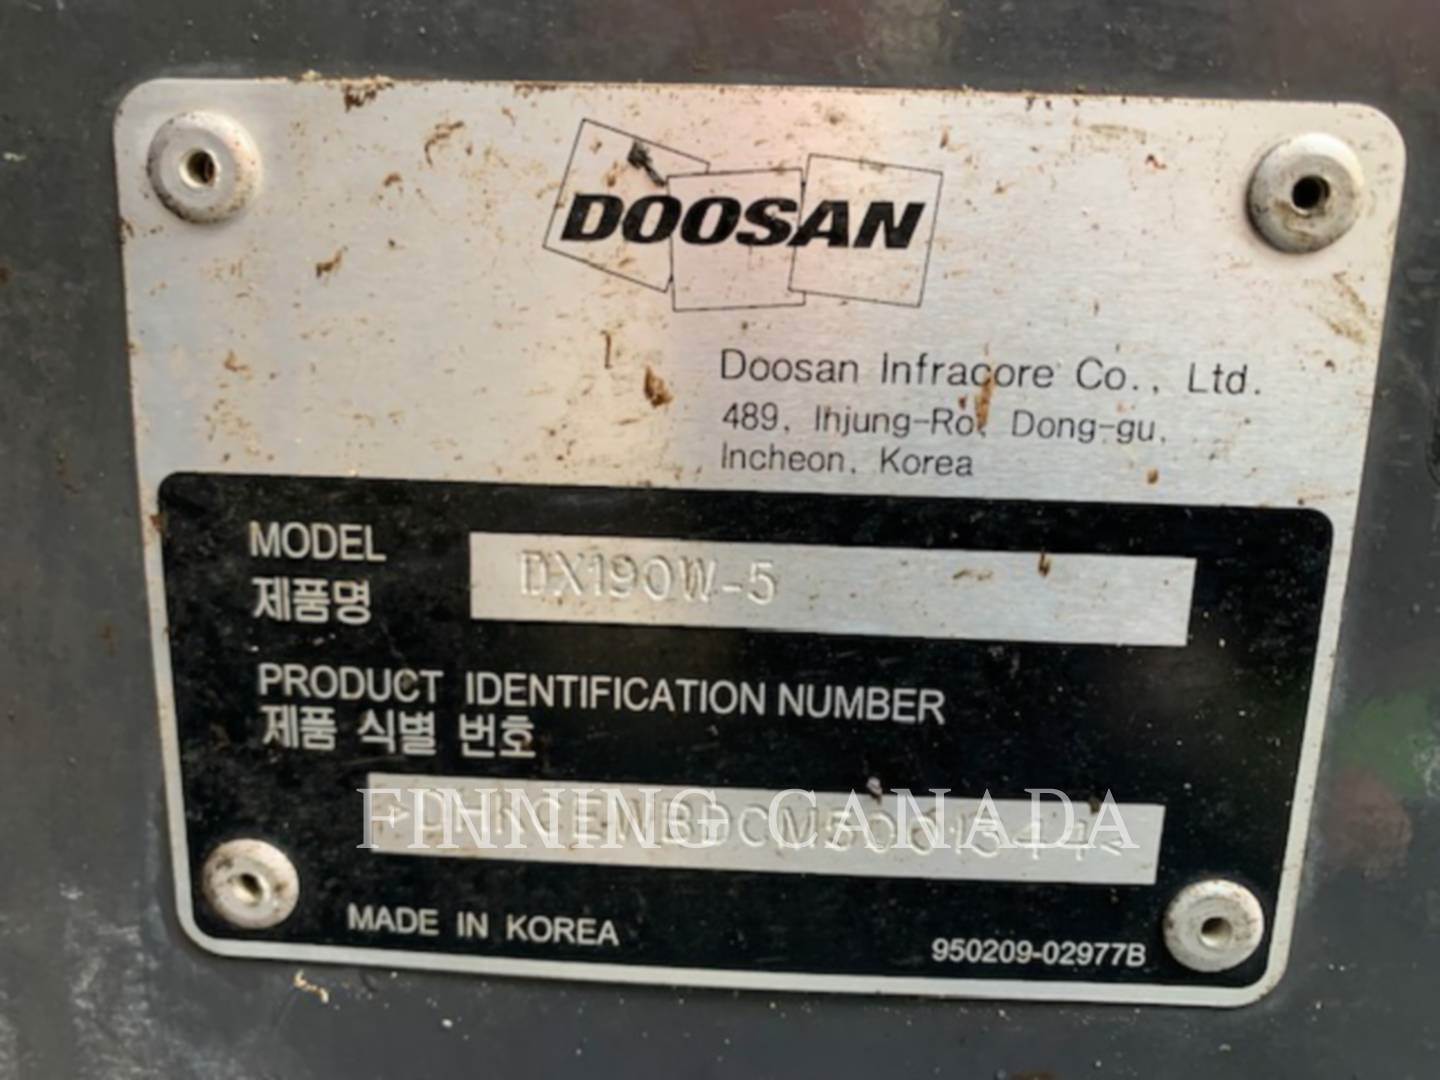 DOOSAN
Doosan Infracore Co., Ltd.
489, Ihjung-Ro, Dong-gu,
Incheon, Korea
MODEL
제품명
DX190W-5
PRODUCT IDENTIFICATION NUMBER
제품 식별 번호
FINNING CANADA
MADE IN KOREA
950209-02977B